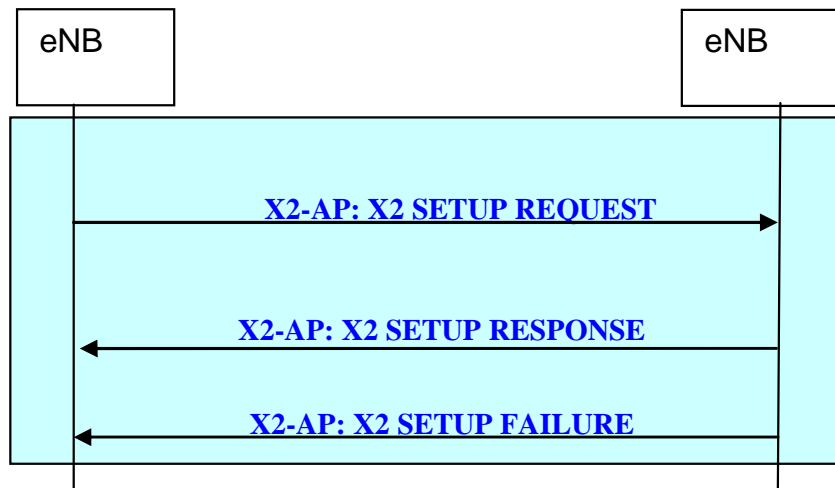 eNB
eNB
X2-AP: X2 SETUP REQUEST
X2-AP: X2 SETUP RESPONSE
X2-AP: X2 SETUP FAILURE